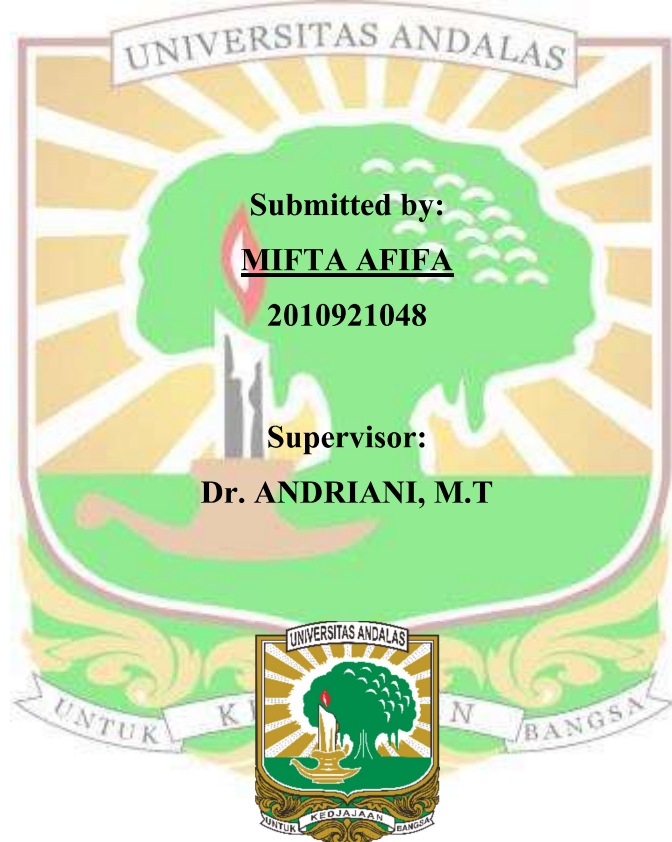 UNIVERSITAS ANDALAS
Submitted by:
MIFTA AFIFA
2010921048
Supervisor:
Dr. ANDRIANI, M.T
UNIVERSITAS ANDALAS
UNTUK K N BANGSA
UNTUK KEDJAJAAN BANGSA